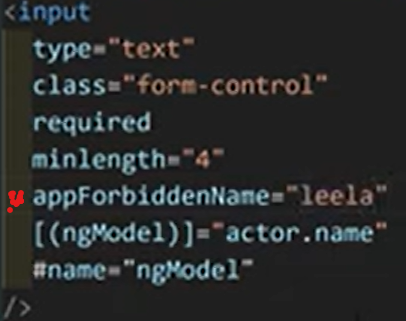 <input
type="text"
class="form-control"
required
minlength="4"
appForbiddenName="leela"
[(ngModel)]="actor.name"
#name="ngModel"
/>